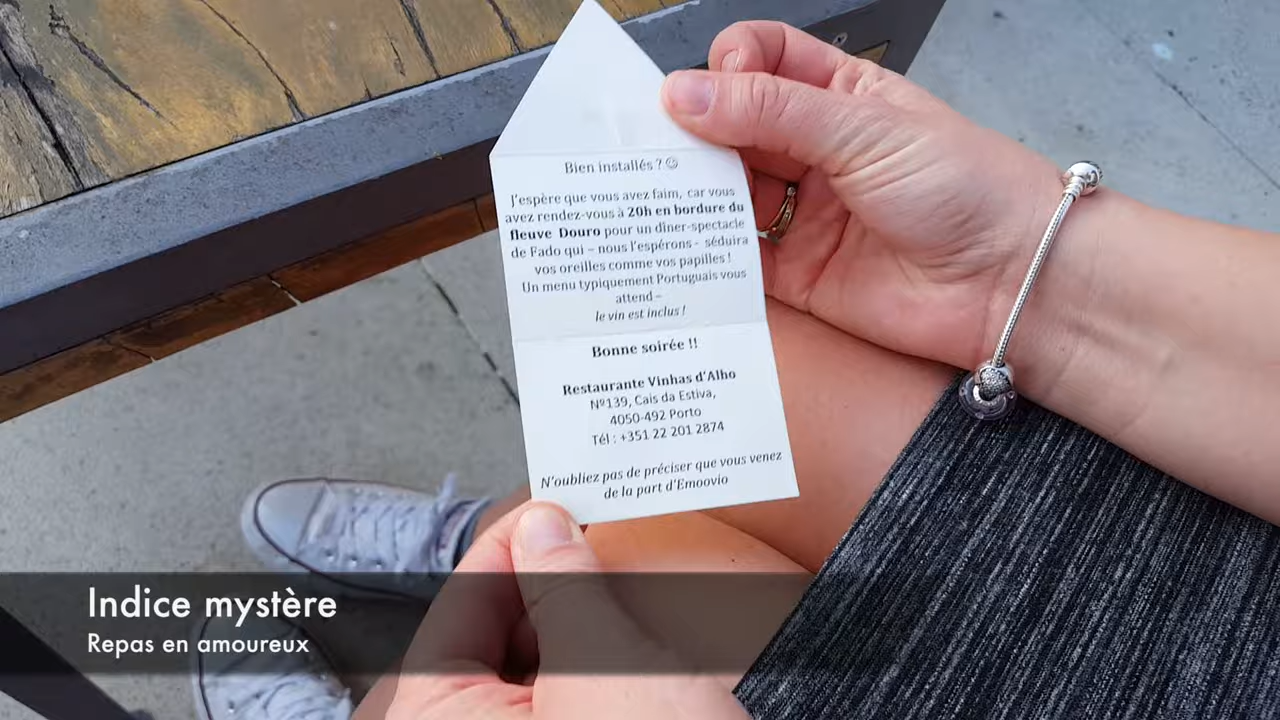 Bien installés ? ☺
J'espère que vous avez faim, car vous
avez rendez-vous à 20h en bordure du
fleuve Douro pour un dîner-spectacle
de Fado qui – nous l'espérons - séduira
vos oreilles comme vos papilles !
Un menu typiquement Portuguais vous
attend –
le vin est inclus !
Bonne soirée !!
Restaurante Vinhas d'Alho
Nº139, Cais da Estiva,
4050-492 Porto
Tél : +351 22 201 2874
N'oubliez pas de préciser que vous venez
de la part d'Emoovio
Indice mystère
Repas en amoureux